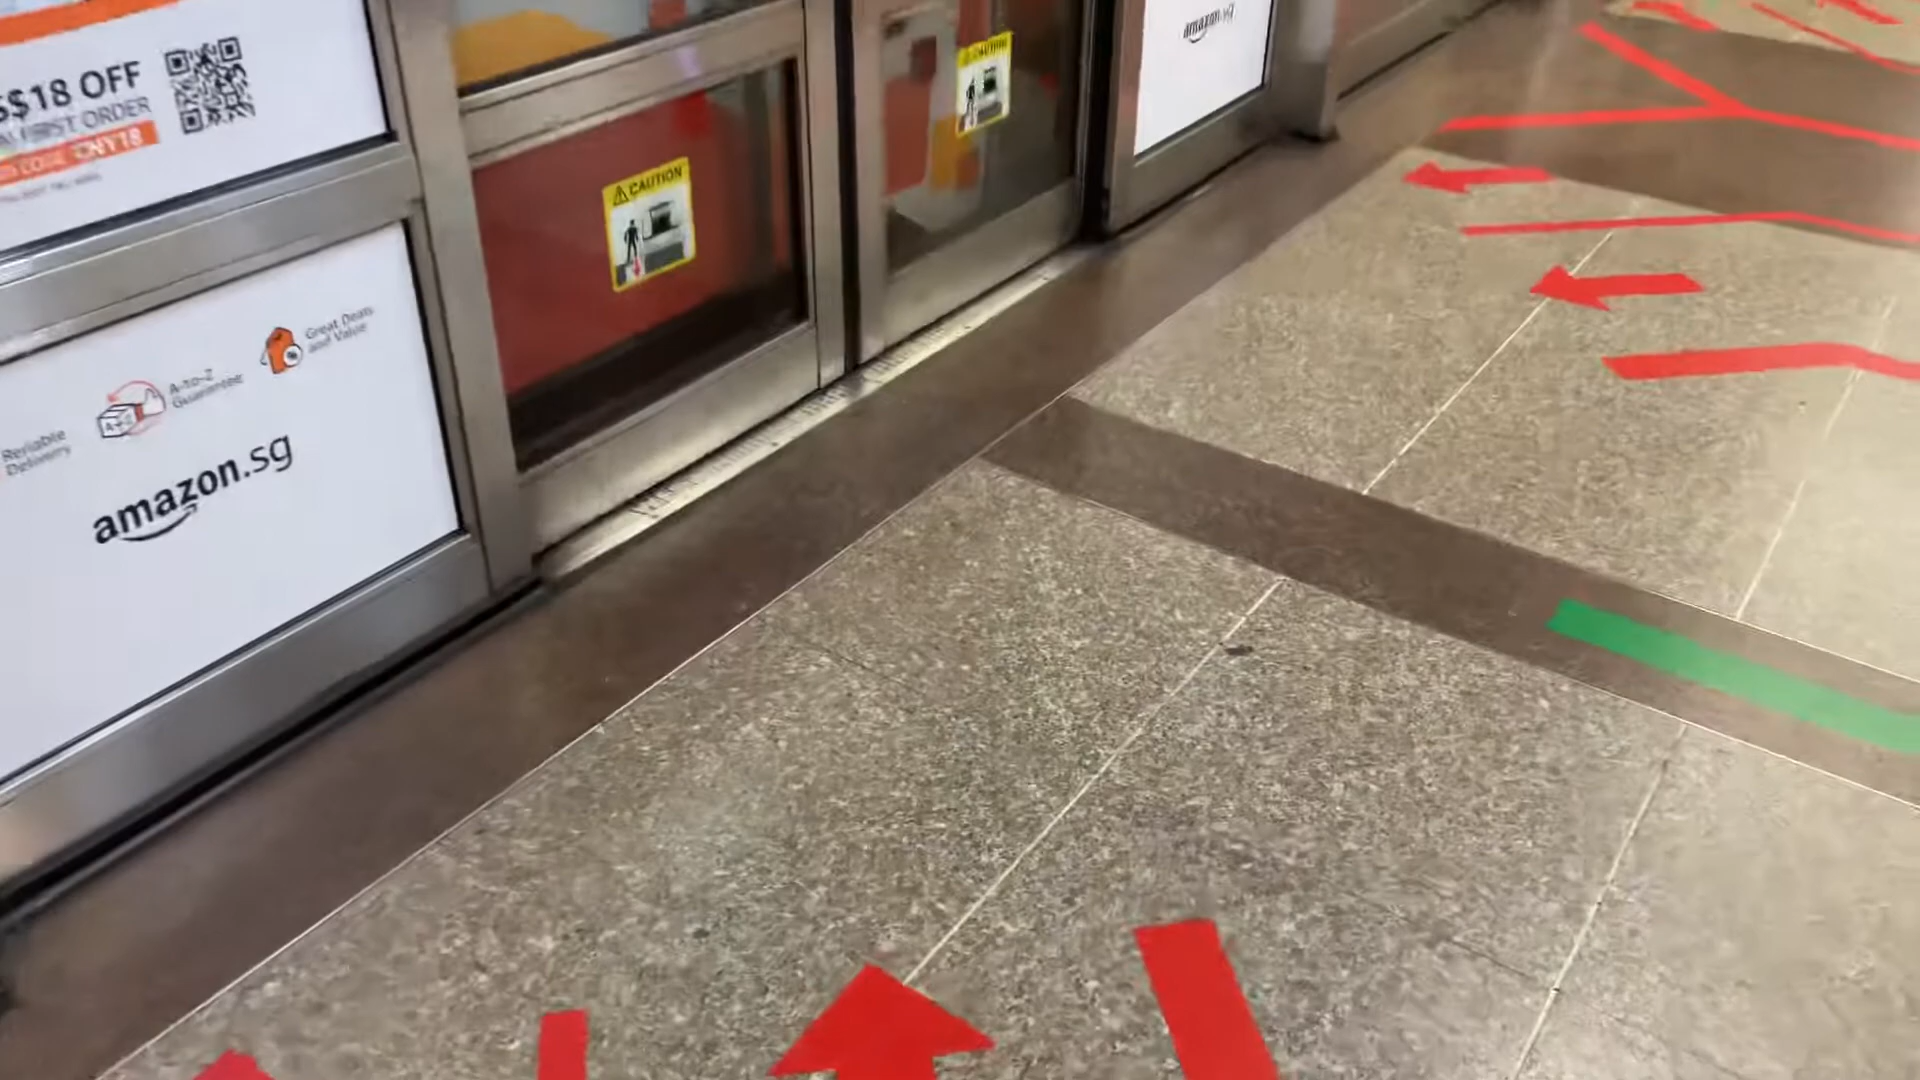 S$18 OFF
FIRST ORDER
CODE CNY18
CAUTION
CAUTION
amazon.sg
Great Deals
and Value
A-to-Z
Guarantee
Reliable
Delivery
amazon.sg